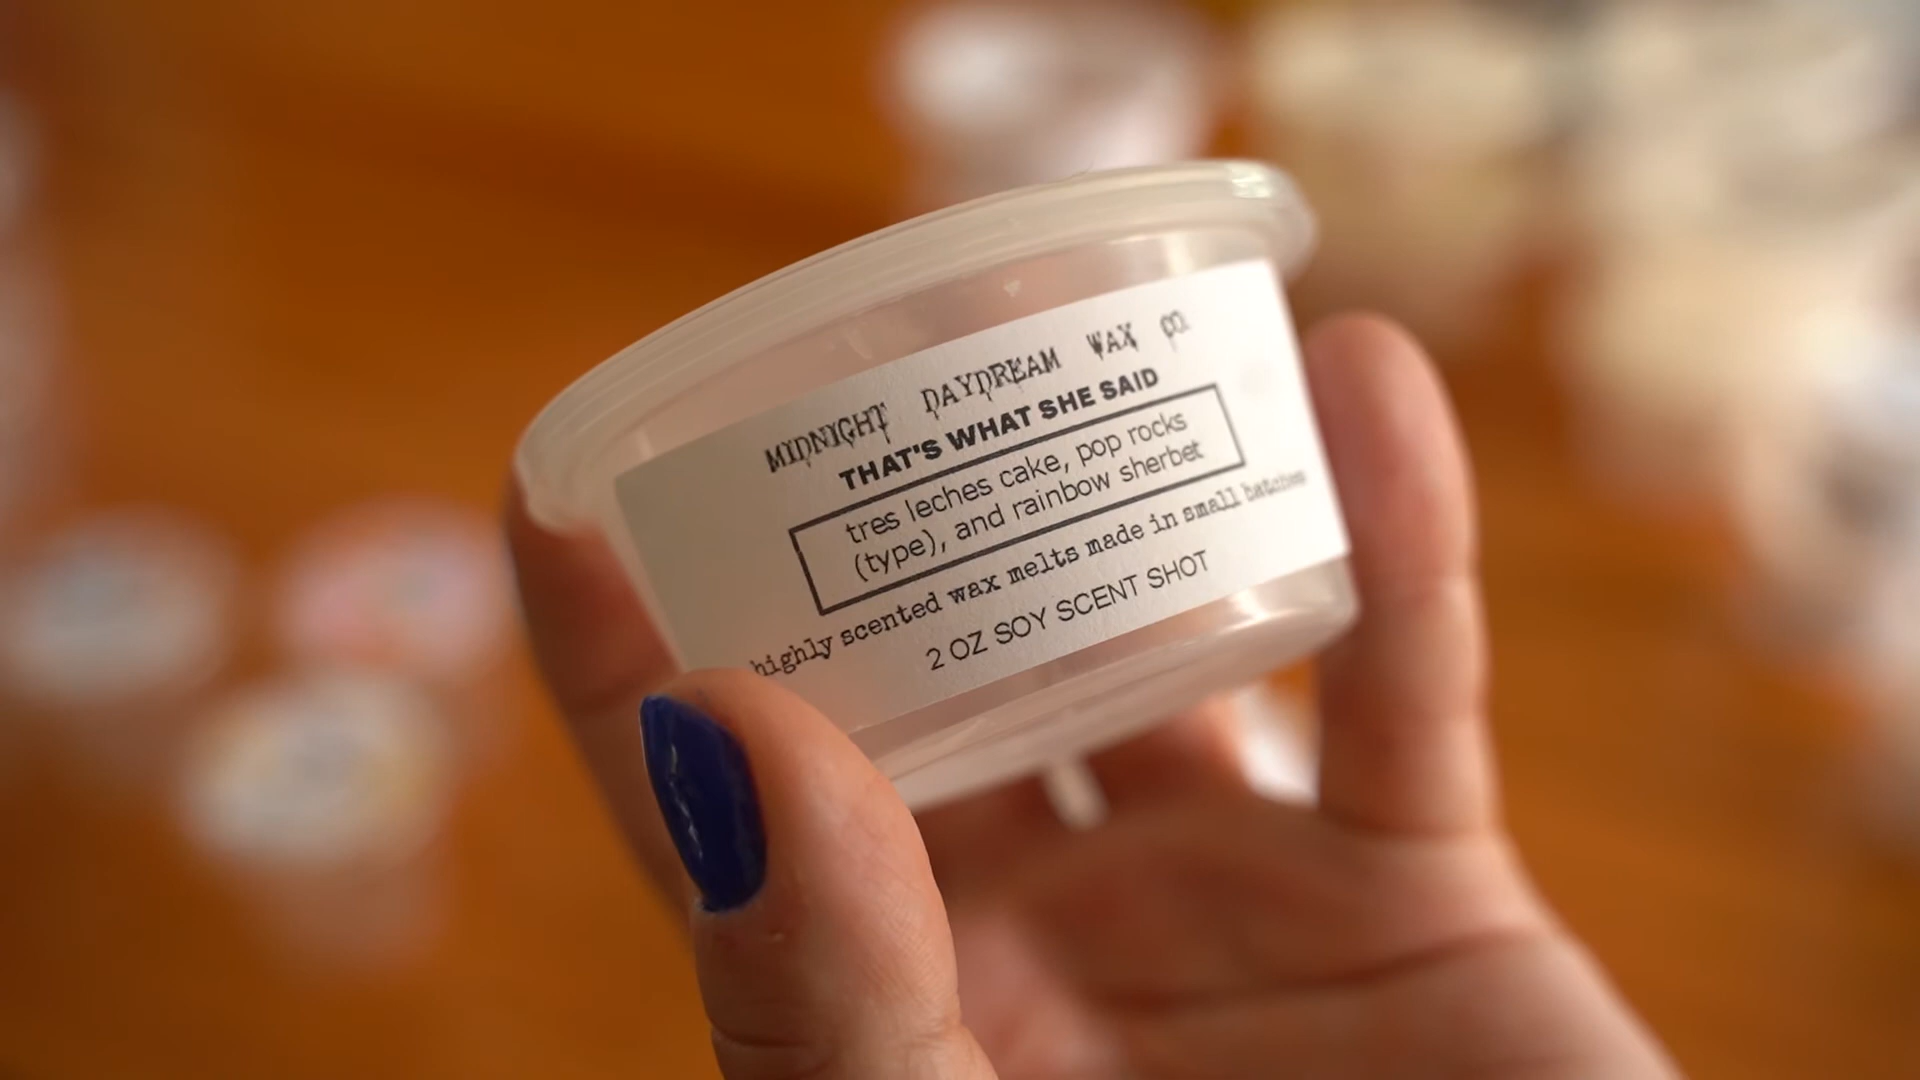 MIDNIGHT DAYDREAM WAX CO.
THAT'S WHAT SHE SAID
tres leches cake, pop rocks
(type), and rainbow sherbet
highly scented wax melts made in small batches
2 OZ SOY SCENT SHOT